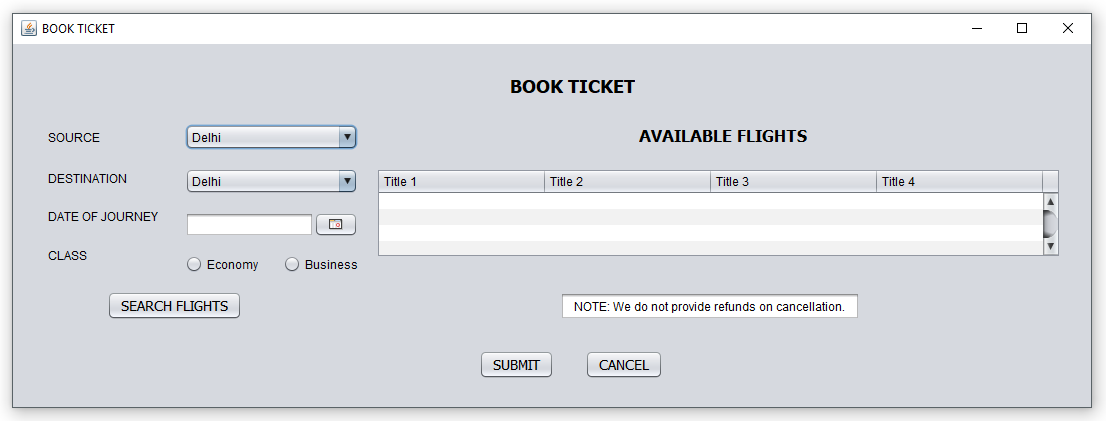 BOOK TICKET
BOOK TICKET
SOURCE Delhi
AVAILABLE FLIGHTS
DESTINATION Delhi
Title 1 Title 2 Title 3 Title 4
DATE OF JOURNEY
CLASS Economy Business
SEARCH FLIGHTS
NOTE: We do not provide refunds on cancellation.
SUBMIT CANCEL